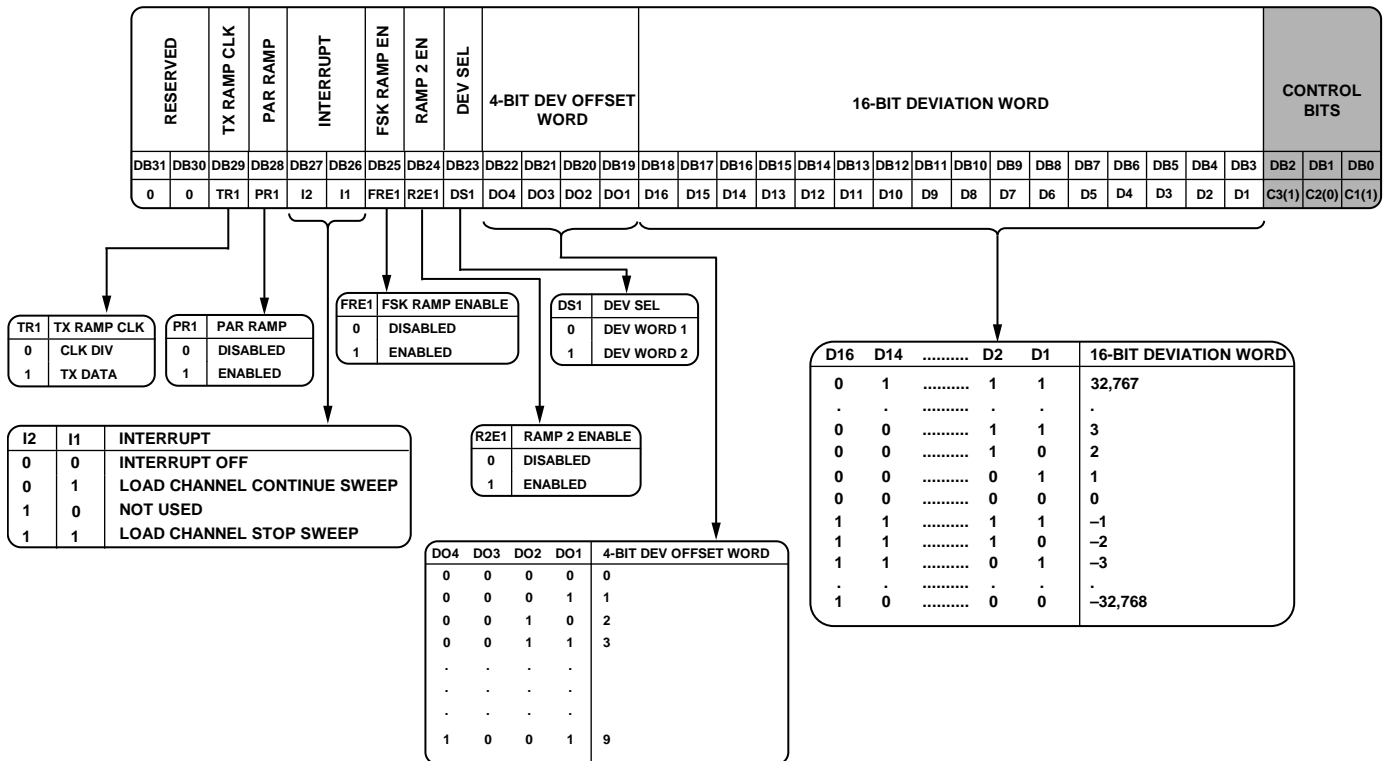 RESERVED
TX RAMP CLK
PAR RAMP
INTERRUPT
FSK RAMP EN
RAMP 2 EN
DEV SEL
4-BIT DEV OFFSET
WORD
16-BIT DEVIATION WORD
CONTROL
BITS
DB31 DB30 DB29 DB28 DB27 DB26 DB25 DB24 DB23 DB22 DB21 DB20 DB19 DB18 DB17 DB16 DB15 DB14 DB13 DB12 DB11 DB10 DB9 DB8 DB7 DB6 DB5 DB4 DB3 DB2 DB1 DB0
0 0 TR1 PR1 I2 I1 FRE1 R2E1 DS1 DO4 DO3 DO2 DO1 D16 D15 D14 D13 D12 D11 D10 D9 D8 D7 D6 D5 D4 D3 D2 D1 C3(1) C2(0) C1(1)
TR1 TX RAMP CLK
0 CLK DIV
1 TX DATA
PR1 PAR RAMP
0 DISABLED
1 ENABLED
FRE1 FSK RAMP ENABLE
0 DISABLED
1 ENABLED
DS1 DEV SEL
0 DEV WORD 1
1 DEV WORD 2
I2 I1 INTERRUPT
0 0 INTERRUPT OFF
0 1 LOAD CHANNEL CONTINUE SWEEP
1 0 NOT USED
1 1 LOAD CHANNEL STOP SWEEP
R2E1 RAMP 2 ENABLE
0 DISABLED
1 ENABLED
DO4 DO3 DO2 DO1 4-BIT DEV OFFSET WORD
0 0 0 0 0
0 0 0 1 1
0 0 1 0 2
0 0 1 1 3
. . . .
. . . .
. . . .
1 0 0 1 9
D16 D14 .......... D2 D1 16-BIT DEVIATION WORD
0 1 .......... 1 1 32,767
. . .......... . . .
0 0 .......... 1 1 3
0 0 .......... 1 0 2
0 0 .......... 0 1 1
0 0 .......... 0 0 0
1 1 .......... 1 1 –1
1 1 .......... 1 0 –2
1 1 .......... 0 1 –3
. . .......... . . .
1 0 .......... 0 0 –32,768